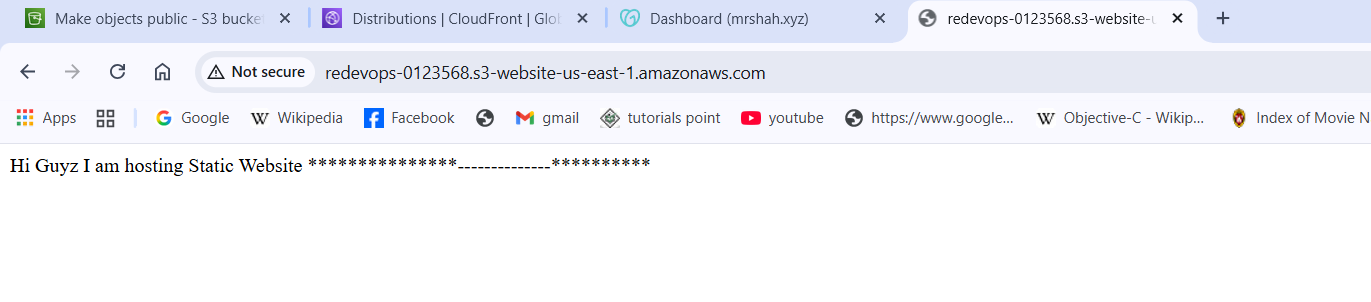 Make objects public - S3 bucke
Distributions | CloudFront | Glo
Dashboard (mrshah.xyz)
redevops-0123568.s3-website-u
Not secure redevops-0123568.s3-website-us-east-1.amazonaws.com
Apps Google Wikipedia Facebook gmail tutorials point youtube https://www.google... Objective-C - Wikip... Index of Movie N
Hi Guyz I am hosting Static Website ***************--------------**********